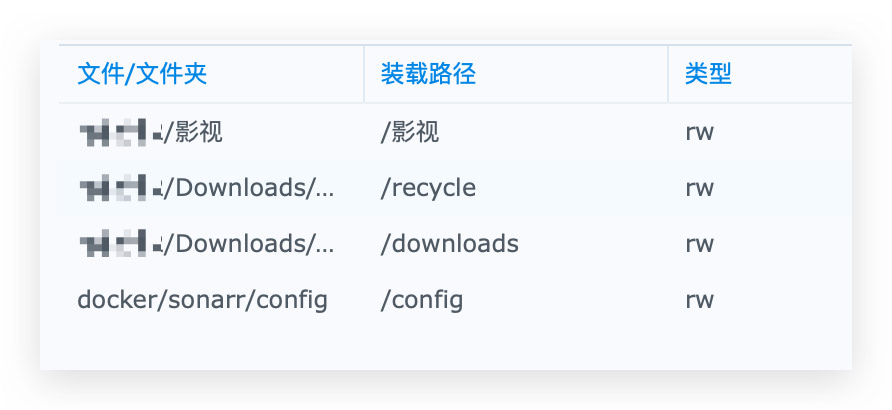 文件/文件夹 装载路径 类型
/影视 /影视 rw
/Downloads/... /recycle rw
/Downloads/... /downloads rw
docker/sonarr/config /config rw